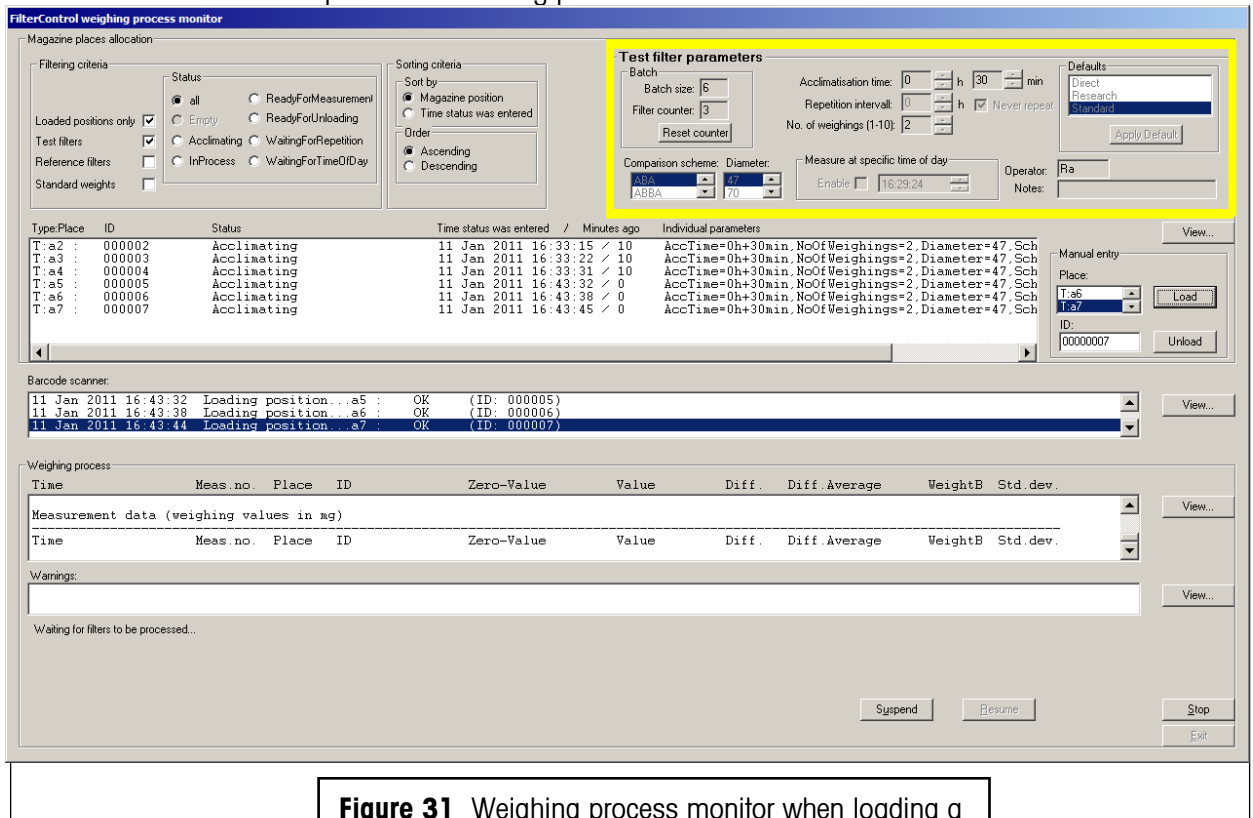 FilterControl weighing process monitor
Magazine places allocation
Filtering criteria
Loaded positions only
Test filters
Reference filters
Standard weights
Status
all
ReadyForMeasurement
Empty
ReadyForUnloading
Acclimating
WaitingForRepetition
InProcess
WaitingForTimeOfDay
Sorting criteria
Sort by
Magazine position
Time status was entered
Order
Ascending
Descending
Test filter parameters
Batch
Batch size: 6
Filter counter: 3
Reset counter
Acclimatisation time: 0 h 30 min
Repetition intervall: 0 h Never repeat
No. of weighings (1-10): 2
Defaults
Direct
Research
Standard
Apply Default
Comparison scheme: Diameter:
ABA 47
ABBA 70
Measure at specific time of day
Enable 16:29:24
Operator: Ra
Notes:
Type:Place ID Status Time status was entered / Minutes ago Individual parameters
View...
T:a2 : 000002 Acclimating 11 Jan 2011 16:33:15 / 10 AccTime=0h+30min,NoOfWeighings=2,Diameter=47,Sch
T:a3 : 000003 Acclimating 11 Jan 2011 16:33:22 / 10 AccTime=0h+30min,NoOfWeighings=2,Diameter=47,Sch
T:a4 : 000004 Acclimating 11 Jan 2011 16:33:31 / 10 AccTime=0h+30min,NoOfWeighings=2,Diameter=47,Sch
T:a5 : 000005 Acclimating 11 Jan 2011 16:43:32 / 0 AccTime=0h+30min,NoOfWeighings=2,Diameter=47,Sch
T:a6 : 000006 Acclimating 11 Jan 2011 16:43:38 / 0 AccTime=0h+30min,NoOfWeighings=2,Diameter=47,Sch
T:a7 : 000007 Acclimating 11 Jan 2011 16:43:45 / 0 AccTime=0h+30min,NoOfWeighings=2,Diameter=47,Sch
Manual entry
Place:
T:a6
T:a7
Load
ID:
00000007
Unload
Barcode scanner:
11 Jan 2011 16:43:32 Loading position...a5 : OK (ID: 000005)
11 Jan 2011 16:43:38 Loading position...a6 : OK (ID: 000006)
11 Jan 2011 16:43:44 Loading position...a7 : OK (ID: 000007)
View...
Weighing process
Time Meas.no. Place ID Zero-Value Value Diff. Diff.Average WeightB Std.dev.
Measurement data (weighing values in mg)
Time Meas.no. Place ID Zero-Value Value Diff. Diff.Average WeightB Std.dev.
View...
Warnings:
View...
Waiting for filters to be processed...
Suspend
Resume
Stop
Exit
Figure 31 Weighing process monitor when loading a